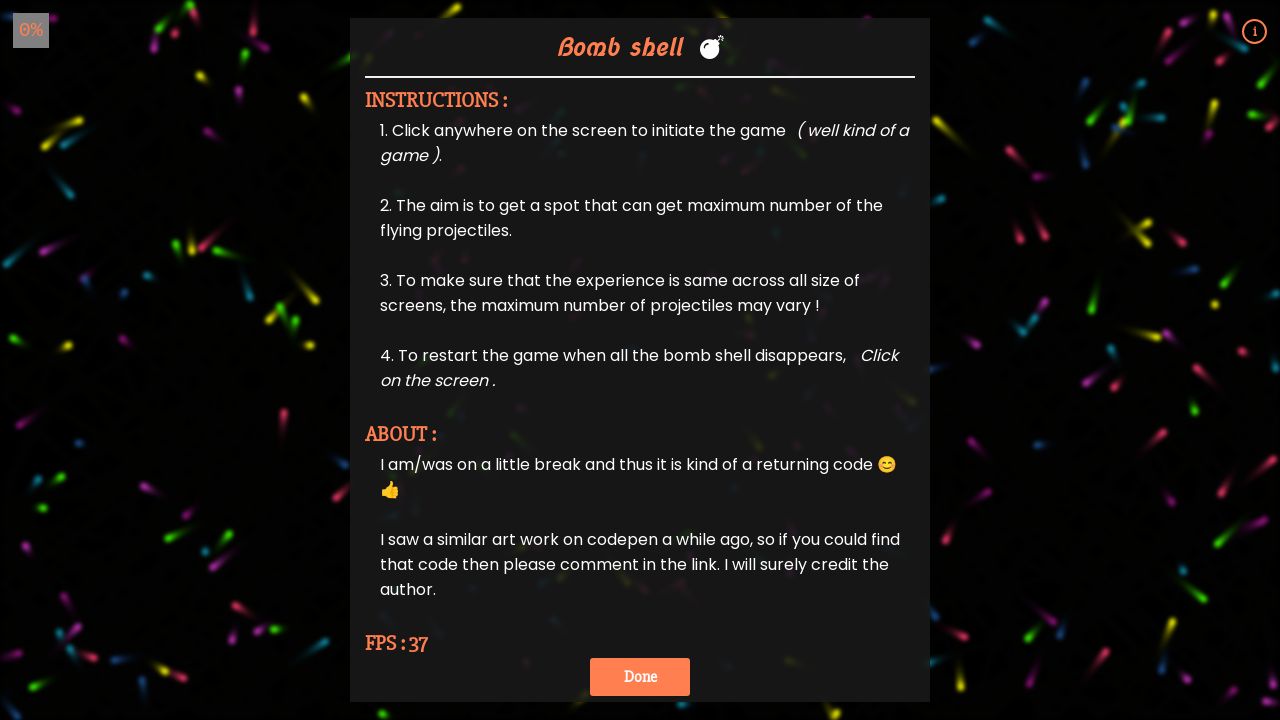 0%
i
Bomb shell 💣
INSTRUCTIONS :
1. Click anywhere on the screen to initiate the game ( well kind of a
game ).
2. The aim is to get a spot that can get maximum number of the
flying projectiles.
3. To make sure that the experience is same across all size of
screens, the maximum number of projectiles may vary !
4. To restart the game when all the bomb shell disappears, Click
on the screen .
ABOUT :
I am/was on a little break and thus it is kind of a returning code 😊
👍
I saw a similar art work on codepen a while ago, so if you could find
that code then please comment in the link. I will surely credit the
author.
FPS : 37
Done